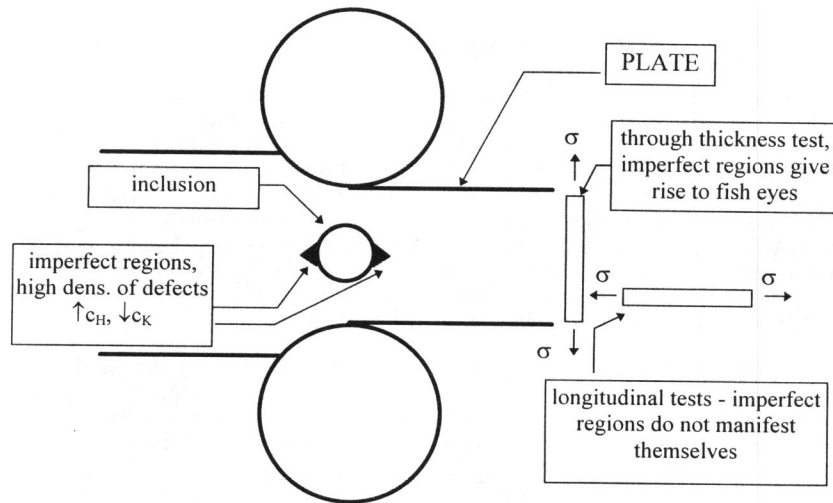 PLATE
σ
through thickness test,
imperfect regions give
rise to fish eyes
inclusion
imperfect regions,
high dens. of defects
↑cH, ↓cK
σ
σ
σ
longitudinal tests - imperfect
regions do not manifest
themselves